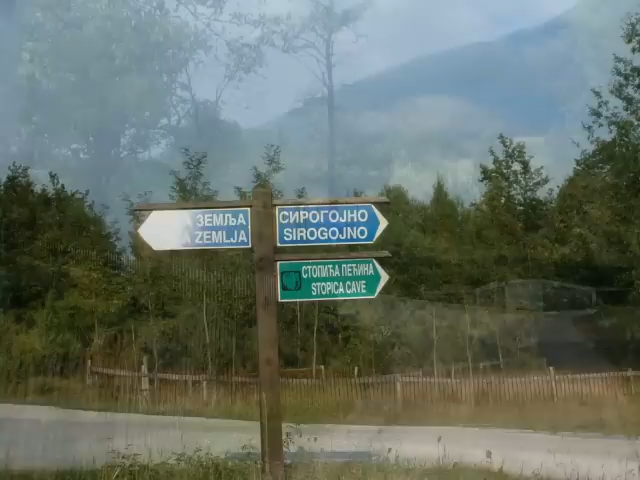 ЗЕМЉА
A ZEMLJA
СИРОГОЈНО
SIROGOJNO
СТОПИЋА ПЕЋИНА
STOPICA CAVE